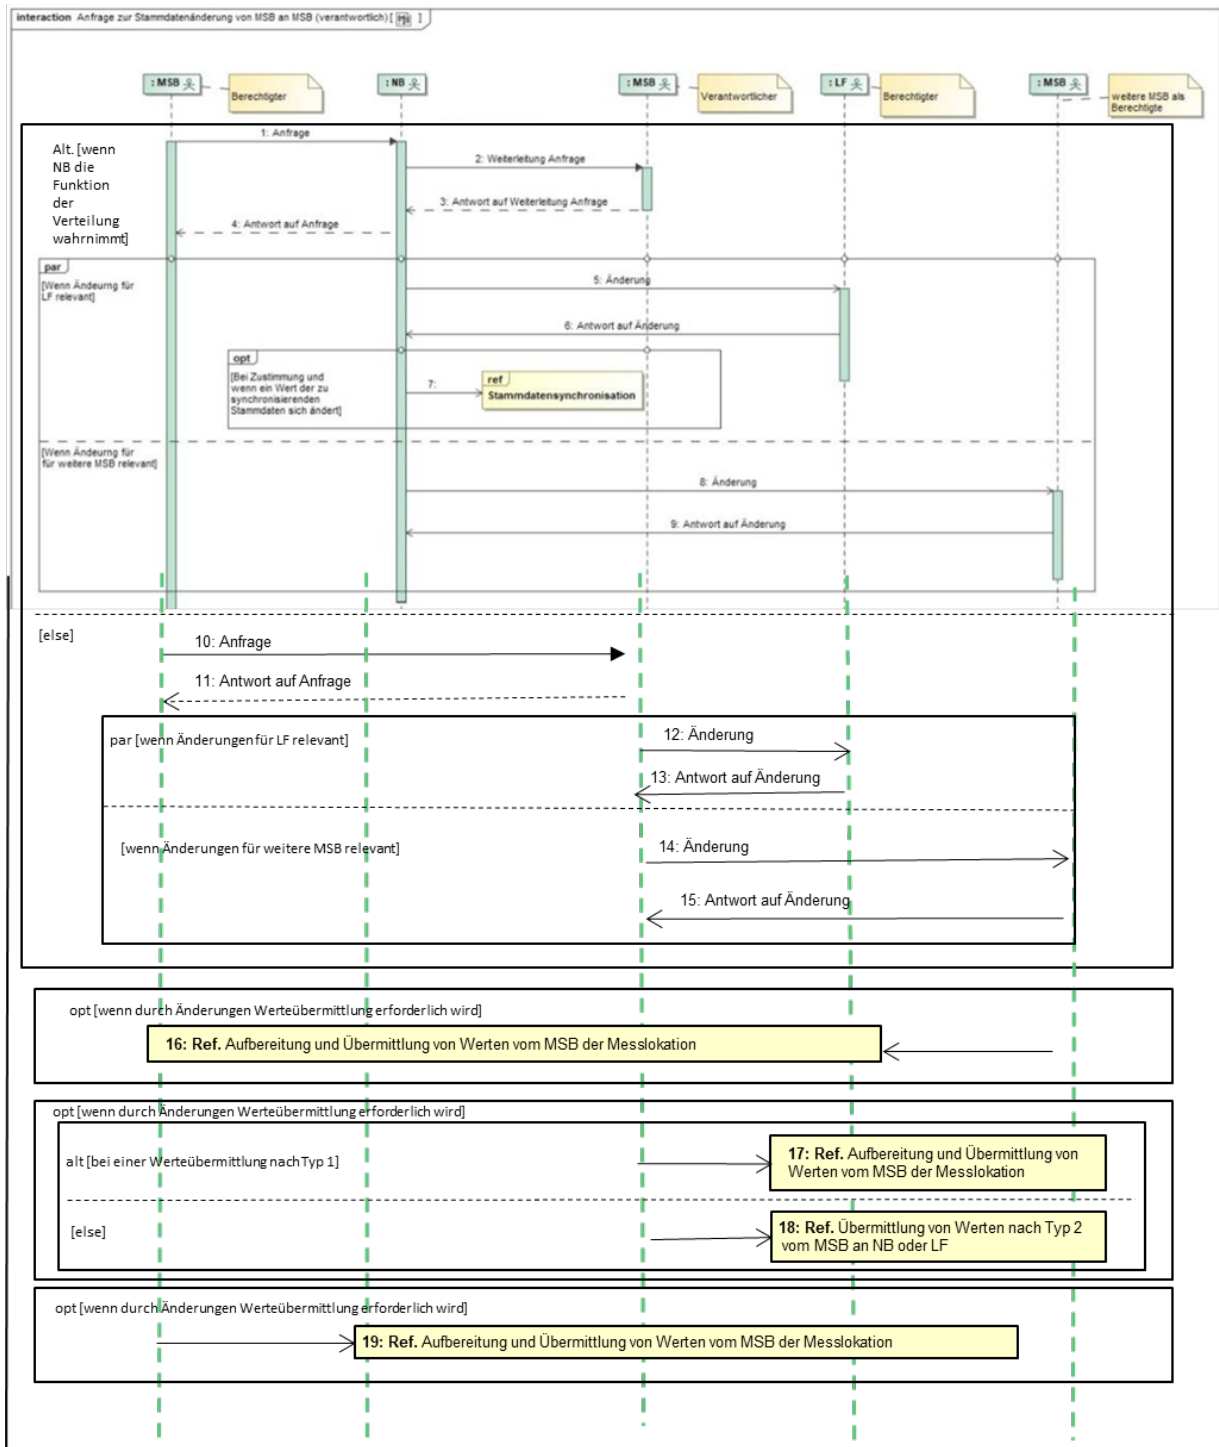 interaction Anfrage zur Stammdatenänderung von MSB an MSB (verantwortlich) [ ]
: MSB
Berechtigter
: NB
: MSB
Verantwortlicher
: LF
Berechtigter
: MSB
weitere MSB als
Berechtigte
Alt. [wenn
NB die
Funktion
der
Verteilung
wahrnimmt]
1: Anfrage
2: Weiterleitung Anfrage
3: Antwort auf Weiterleitung Anfrage
4: Antwort auf Anfrage
par
[Wenn Ändeurng für
LF relevant]
5: Änderung
6: Antwort auf Änderung
opt
[Bei Zustimmung und
wenn ein Wert der zu
synchronisierenden
Stammdaten sich ändert]
7:
ref
Stammdatensynchronisation
[Wenn Ändeurng für
für weitere MSB relevant]
8: Änderung
9: Antwort auf Änderung
[else]
10: Anfrage
11: Antwort auf Anfrage
par [wenn Änderungen für LF relevant]
12: Änderung
13: Antwort auf Änderung
[wenn Änderungen für weitere MSB relevant]
14: Änderung
15: Antwort auf Änderung
opt [wenn durch Änderungen Werteübermittlung erforderlich wird]
16: Ref. Aufbereitung und Übermittlung von Werten vom MSB der Messlokation
opt [wenn durch Änderungen Werteübermittlung erforderlich wird]
alt [bei einer Werteübermittlung nach Typ 1]
17: Ref. Aufbereitung und Übermittlung von
Werten vom MSB der Messlokation
[else]
18: Ref. Übermittlung von Werten nach Typ 2
vom MSB an NB oder LF
opt [wenn durch Änderungen Werteübermittlung erforderlich wird]
19: Ref. Aufbereitung und Übermittlung von Werten vom MSB der Messlokation